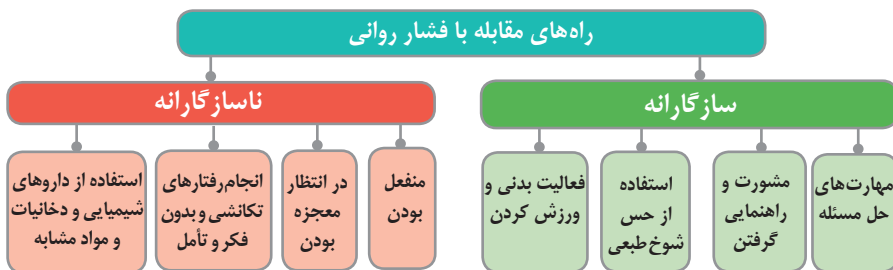 راه‌های مقابله با فشار روانی
سازگارانه
مهارت‌های
حل مسئله
مشورت و
راهنمایی
گرفتن
استفاده
از حس
شوخ‌طبعی
فعالیت بدنی و
ورزش کردن
ناسازگارانه
منفعل
بودن
در انتظار
معجزه
بودن
انجام‌رفتارهای
تکانشی و بدون
فکر و تأمل
استفاده از داروهای
شیمیایی و دخانیات
و مواد مشابه